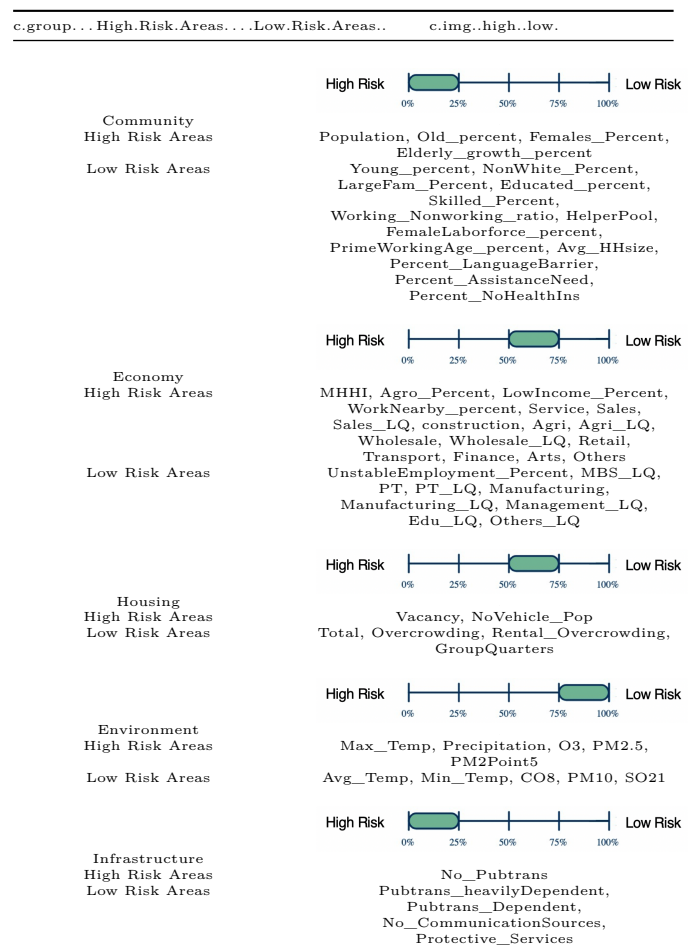 c.group...High.Risk.Areas....Low.Risk.Areas.. c.img..high..low.
High Risk Low Risk
0% 25% 50% 75% 100%
Community
High Risk Areas Population, Old_percent, Females_Percent,
Elderly_growth_percent
Low Risk Areas Young_percent, NonWhite_Percent,
LargeFam_Percent, Educated_percent,
Skilled_Percent,
Working_Nonworking_ratio, HelperPool,
FemaleLaborforce_percent,
PrimeWorkingAge_percent, Avg_HHsize,
Percent_LanguageBarrier,
Percent_AssistanceNeed,
Percent_NoHealthIns
High Risk Low Risk
0% 25% 50% 75% 100%
Economy
High Risk Areas MHHI, Agro_Percent, LowIncome_Percent,
WorkNearby_percent, Service, Sales,
Sales_LQ, construction, Agri, Agri_LQ,
Wholesale, Wholesale_LQ, Retail,
Transport, Finance, Arts, Others
Low Risk Areas UnstableEmployment_Percent, MBS_LQ,
PT, PT_LQ, Manufacturing,
Manufacturing_LQ, Management_LQ,
Edu_LQ, Others_LQ
High Risk Low Risk
0% 25% 50% 75% 100%
Housing
High Risk Areas Vacancy, NoVehicle_Pop
Low Risk Areas Total, Overcrowding, Rental_Overcrowding,
GroupQuarters
High Risk Low Risk
0% 25% 50% 75% 100%
Environment
High Risk Areas Max_Temp, Precipitation, O3, PM2.5,
PM2Point5
Low Risk Areas Avg_Temp, Min_Temp, CO8, PM10, SO21
High Risk Low Risk
0% 25% 50% 75% 100%
Infrastructure
High Risk Areas No_Pubtrans
Low Risk Areas Pubtrans_heavilyDependent,
Pubtrans_Dependent,
No_CommunicationSources,
Protective_Services